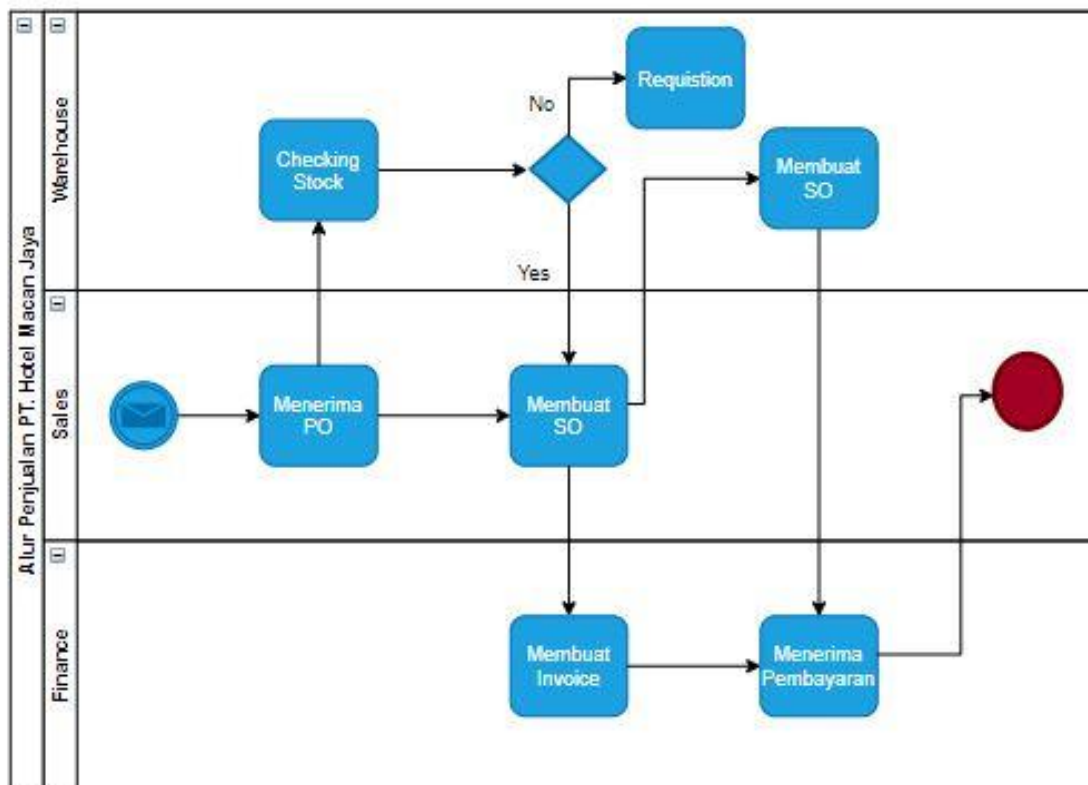 Alur Penjualan PT. Hotel Macan Jaya
Warehouse
Requistion
No
Checking
Stock
Membuat
SO
Yes
Sales
Menerima
PO
Membuat
SO
Finance
Membuat
Invoice
Menerima
Pembayaran